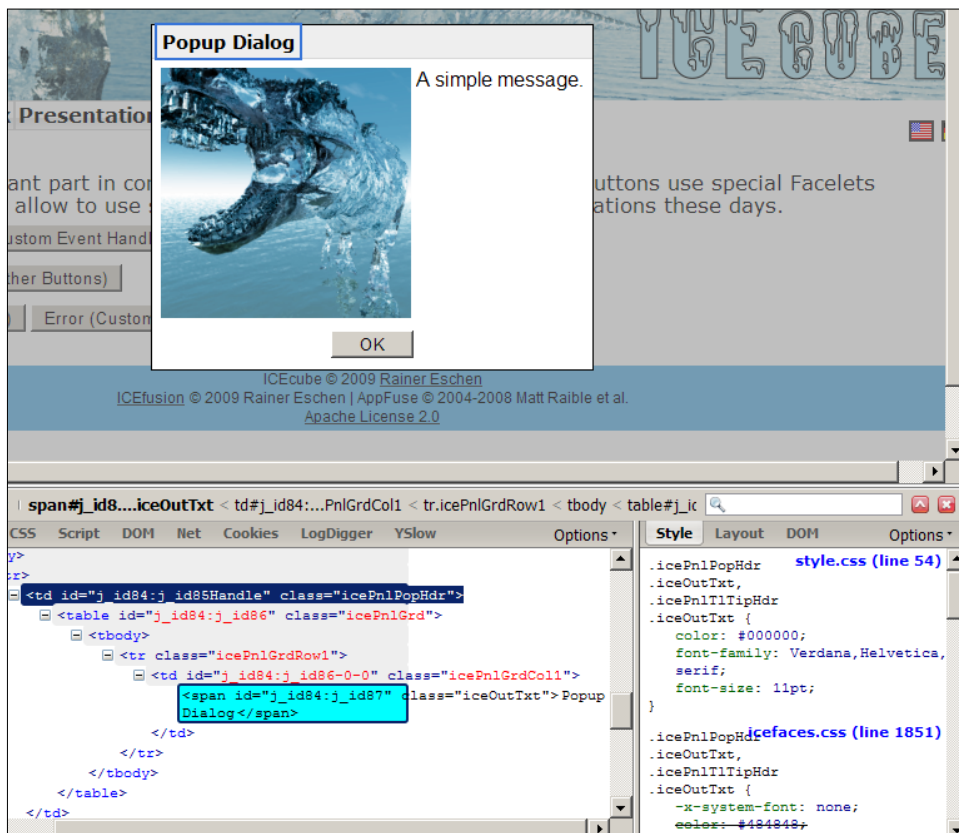 ICE CUBE
Popup Dialog
A simple message.
Presentation
ant part in cor
uttons use special Facelets
allow to use
ations these days.
ustom Event Handl
ther Buttons)
Error (Custom
OK
ICEcube © 2009 Rainer Eschen
ICEfusion © 2009 Rainer Eschen | AppFuse © 2004-2008 Matt Raible et al.
Apache License 2.0
span#j_id8....iceOutTxt < td#j_id84:...PnlGrdCol1 < tr.icePnlGrdRow1 < tbody < table#j_ic
CSS Script DOM Net Cookies LogDigger YSlow Options
y>
tr>
<td id="j_id84:j_id85Handle" class="icePnlPopHdr">
<table id="j_id84:j_id86" class="icePnlGrd">
<tbody>
<tr class="icePnlGrdRow1">
<td id="j_id84:j_id86-0-0" class="icePnlGrdCol1">
<span id="j_id84:j_id87" class="iceOutTxt">Popup
Dialog</span>
</td>
</tr>
</tbody>
</table>
</td>
Style Layout DOM Options
.icePnlPopHdr style.css (line 54)
.iceOutTxt,
.icePnlTlTipHdr
.iceOutTxt {
color: #000000;
font-family: Verdana,Helvetica,
serif;
font-size: 11pt;
}
.icePnlPopHdr icefaces.css (line 1851)
.iceOutTxt,
.icePnlTlTipHdr
.iceOutTxt {
-x-system-font: none;
color: #484848;